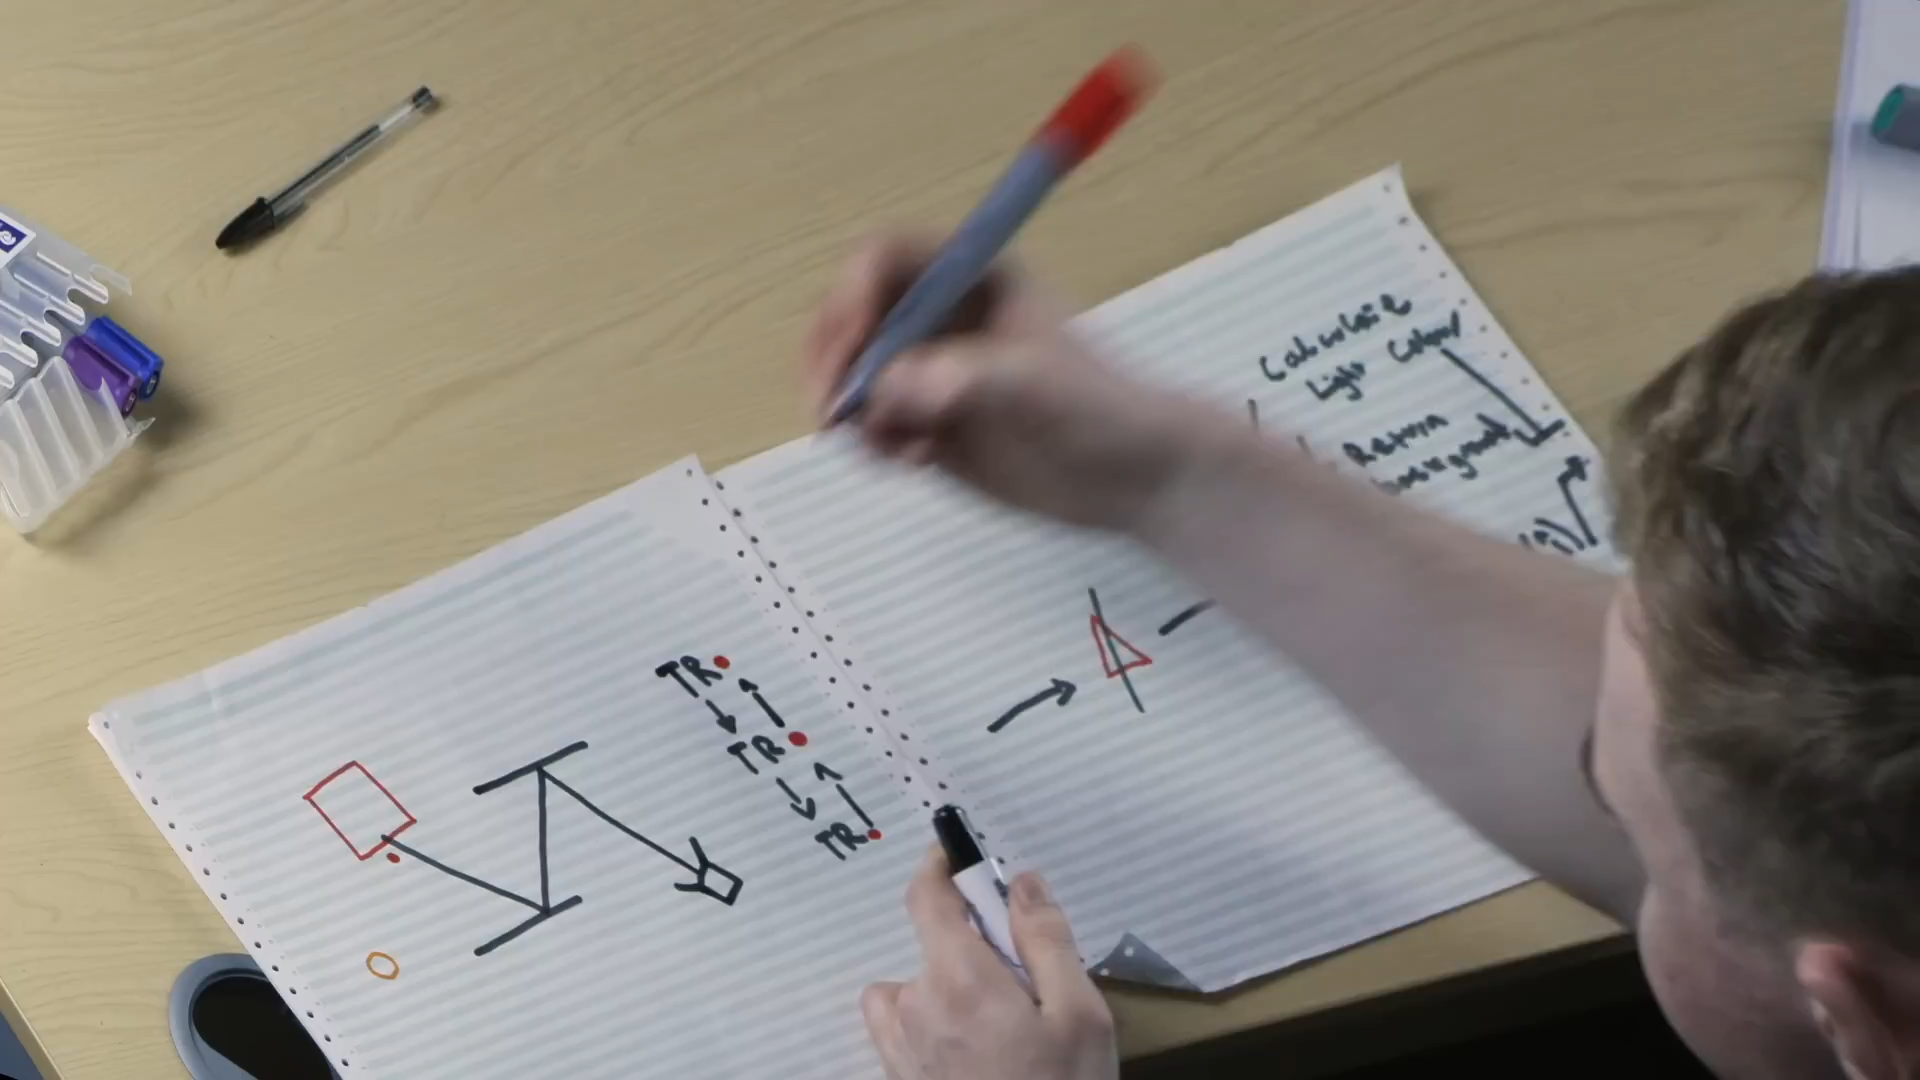 Calculate
Light Colour
Return
TR
TR
TR